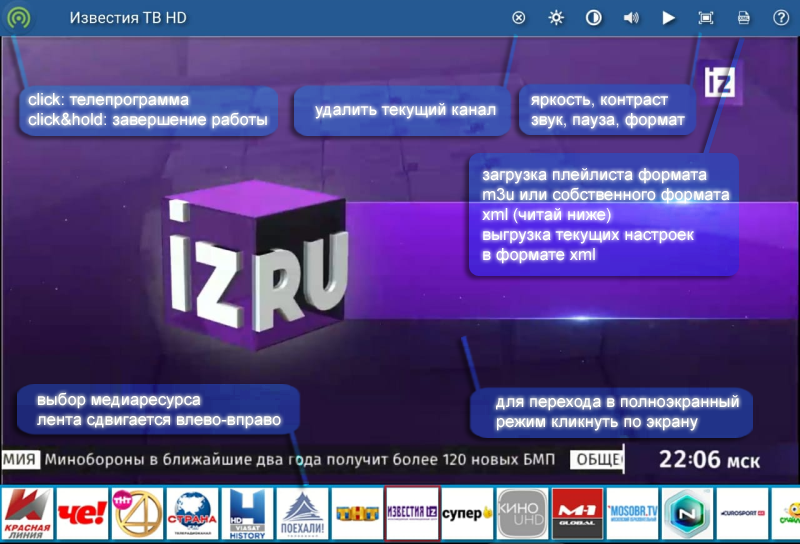 Известия ТВ HD
iz
click: телепрограмма
click&hold: завершение работы
удалить текущий канал
яркость, контраст
звук, пауза, формат
загрузка плейлиста формата
m3u или собственного формата
xml (читай ниже)
выгрузка текущих настроек
в формате xml
iZRU
выбор медиаресурса
лента сдвигается влево-вправо
для перехода в полноэкранный
режим кликнуть по экрану
МИЯ Минобороны в ближайшие два года получит более 120 новых БМП ОБЩЕ 22:06 мск
КРАСНАЯ
ЛИНИЯ
че!
ТНТ
4
СТРАНА
HD
VIASAT
HISTORY
ПОЕХАЛИ!
ТНТ
ИЗВЕСТИЯ IZ
супер
КИНО
UHD
M-1
GLOBAL
MOSOBR.TV
N
EUROSPORT